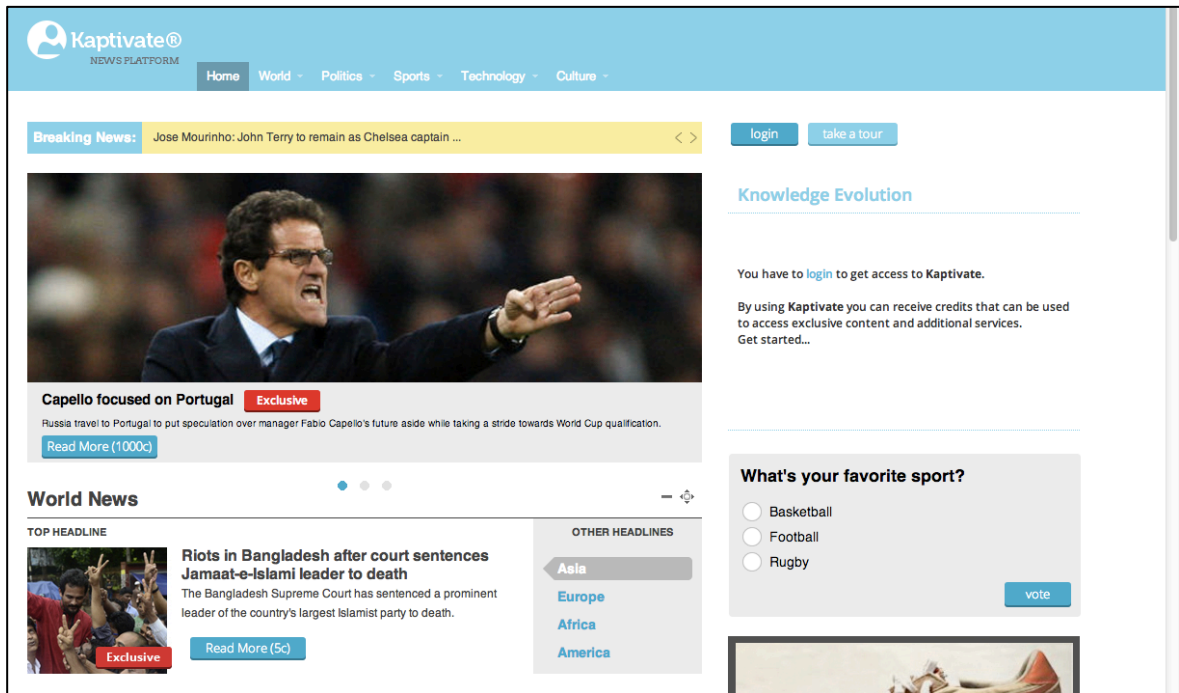 Kaptivate®
NEWS PLATFORM
Home World Politics Sports Technology Culture
Breaking News: Jose Mourinho: John Terry to remain as Chelsea captain ...
login take a tour
Knowledge Evolution
You have to login to get access to Kaptivate.
By using Kaptivate you can receive credits that can be used
to access exclusive content and additional services.
Get started...
Capello focused on Portugal Exclusive
Russia travel to Portugal to put speculation over manager Fabio Capello's future aside while taking a stride towards World Cup qualification.
Read More (1000c)
World News
TOP HEADLINE
Riots in Bangladesh after court sentences
Jamaat-e-Islami leader to death
The Bangladesh Supreme Court has sentenced a prominent
leader of the country's largest Islamist party to death.
Exclusive
Read More (5c)
OTHER HEADLINES
Asia
Europe
Africa
America
What's your favorite sport?
Basketball
Football
Rugby
vote